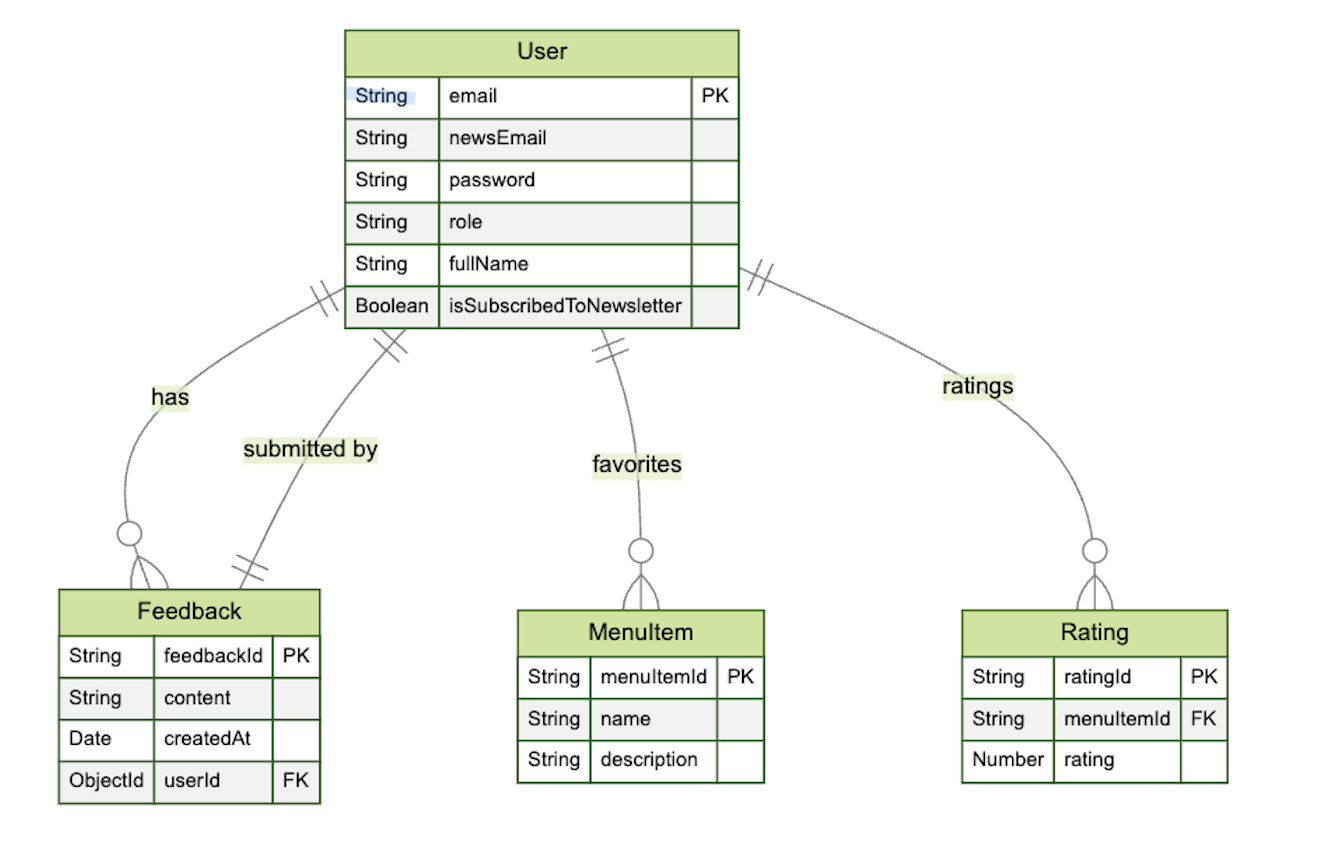 User
String email PK
String newsEmail
String password
String role
String fullName
Boolean isSubscribedToNewsletter
has
submitted by
favorites
ratings
Feedback
String feedbackId PK
String content
Date createdAt
ObjectId userId FK
MenuItem
String menuItemId PK
String name
String description
Rating
String ratingId PK
String menuItemId FK
Number rating